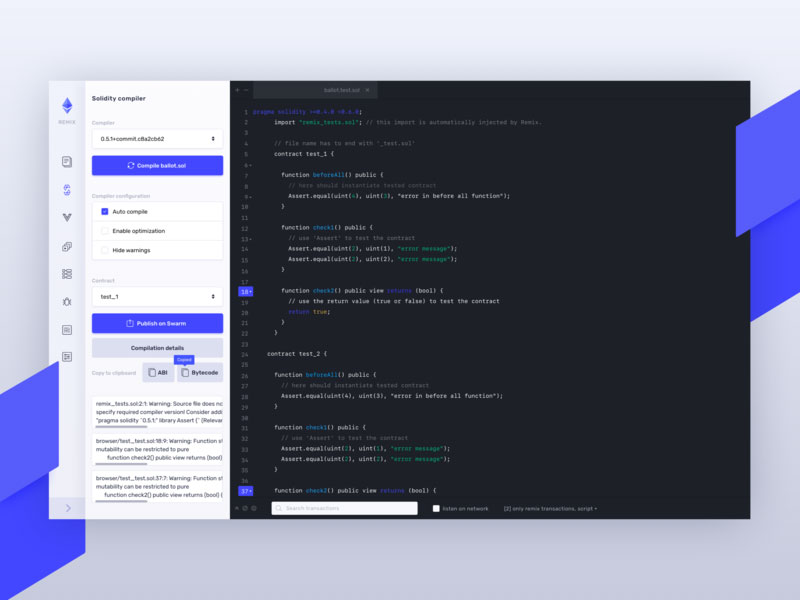 Solidity compiler
REMIX
Compiler
0.5.1+commit.c8a2cb62
Compile ballot.sul
Compiler configuration
Auto compile
Enable optimization
Hide warnings
Contract
test_1
Publish on Swarm
Compilation details
Copied
Copy to clipboard
ABI
Bytecode
remix_tests.sol:2:1: Warning: Source file does no
specify required compiler version! Consider addi
"pragma solidity ^0.5.1;" library Assert {^ (Relevan
browser/test_test.sol:18:9: Warning: Function st
mutability can be restricted to pure
function check2() public view returns (bool) {
browser/test_test.sol:37:7: Warning: Function st
mutability can be restricted to pure
function check2() public view returns (bool) {
ballot.test.sul ×
1 pragma solidity >=0.4.0 <0.6.0;
2 import "remix_tests.sol"; // this import is automatically injected by Remix.
3
4 // file name has to end with '_test.sol'
5 contract test_1 {
6
7 function beforeAll() public {
8 // here should instantiate tested contract
9 Assert.equal(uint(4), uint(3), "error in before all function");
10 }
11
12 function check1() public {
13 // use 'Assert' to test the contract
14 Assert.equal(uint(2), uint(1), "error message");
15 Assert.equal(uint(2), uint(2), "error message");
16 }
17
18 function check2() public view returns (bool) {
19 // use the return value (true or false) to test the contract
20 return true;
21 }
22 }
23
24 contract test_2 {
25
26 function beforeAll() public {
27 // here should instantiate tested contract
28 Assert.equal(uint(4), uint(3), "error in before all function");
29 }
30
31 function check1() public {
32 // use 'Assert' to test the contract
33 Assert.equal(uint(2), uint(1), "error message");
34 Assert.equal(uint(2), uint(2), "error message");
35 }
36
37 function check2() public view returns (bool) {
Search transactions
listen on network
[2] only remix transactions, script